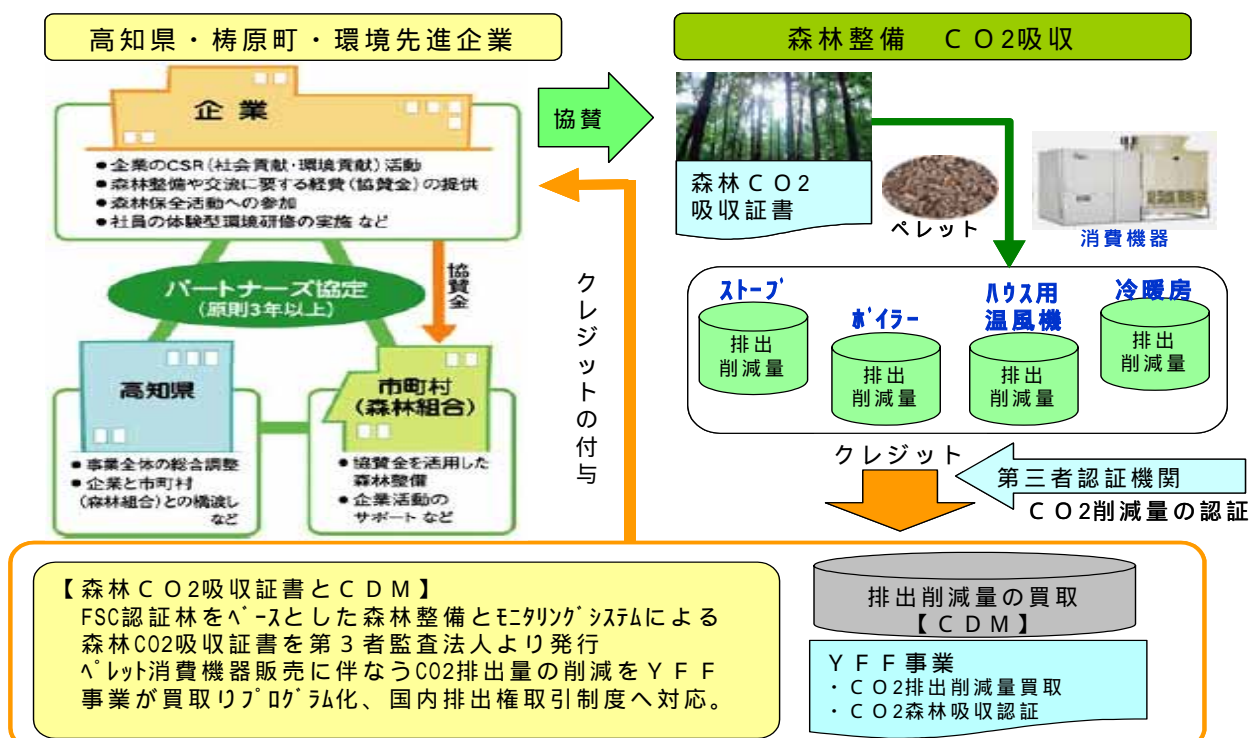 高知県・梼原町・環境先進企業
企業
●企業のCSR（社会貢献・環境貢献）活動
●森林整備や交流に要する経費（協賛金）の提供
●森林保全活動への参加
●社員の体験型環境研修の実施 など
パートナーズ協定
（原則3年以上）
協賛金
高知県
●事業全体の総合調整
●企業と市町村
（森林組合）との橋渡し
など
市町村
（森林組合）
●協賛金を活用した
森林整備
●企業活動の
サポート など
協賛
クレジットの付与
森林整備　ＣＯ2吸収
森林ＣＯ２
吸収証書
ペレット
消費機器
ｽﾄｰﾌﾞ
排出
削減量
ﾎﾞｲﾗｰ
排出
削減量
ﾊｳｽ用
温風機
排出
削減量
冷暖房
排出
削減量
クレジット
第三者認証機関
ＣＯ2削減量の認証
【森林ＣＯ2吸収証書とＣＤＭ】
FSC認証林をﾍﾞｰｽとした森林整備とﾓﾆﾀﾘﾝｸﾞｼｽﾃﾑによる
森林CO2吸収証書を第３者監査法人より発行
ﾍﾟﾚｯﾄ消費機器販売に伴なうCO2排出量の削減をＹＦＦ
事業が買取りﾌﾟﾛｸﾞﾗﾑ化、国内排出権取引制度へ対応。
排出削減量の買取
【ＣＤＭ】
ＹＦＦ事業
・CO2排出削減量買取
・CO2森林吸収認証